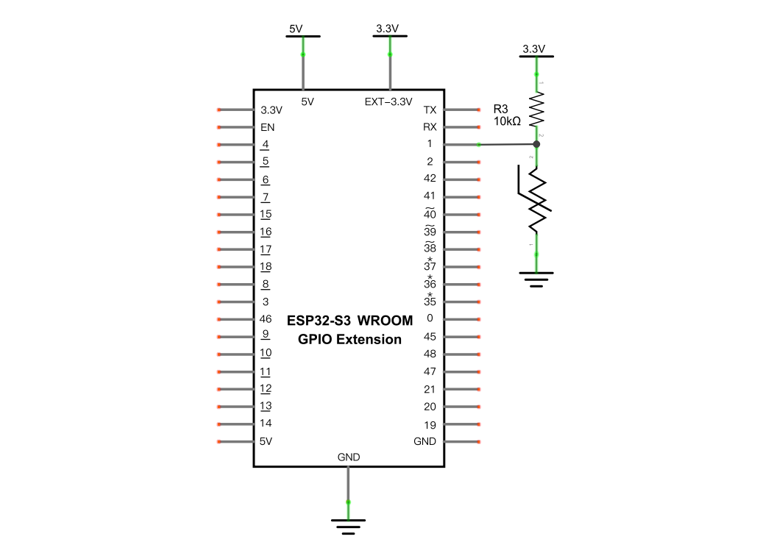 5V
3.3V
3.3V
5V
EXT-3.3V
R3
10kΩ
3.3V
EN
4
5
6
7
15
16
17
18
8
3
46
9
10
11
12
13
14
5V
TX
RX
1
2
42
41
~40
~39
~38
*37
*36
*35
0
45
48
47
21
20
19
GND
ESP32-S3 WROOM
GPIO Extension
GND